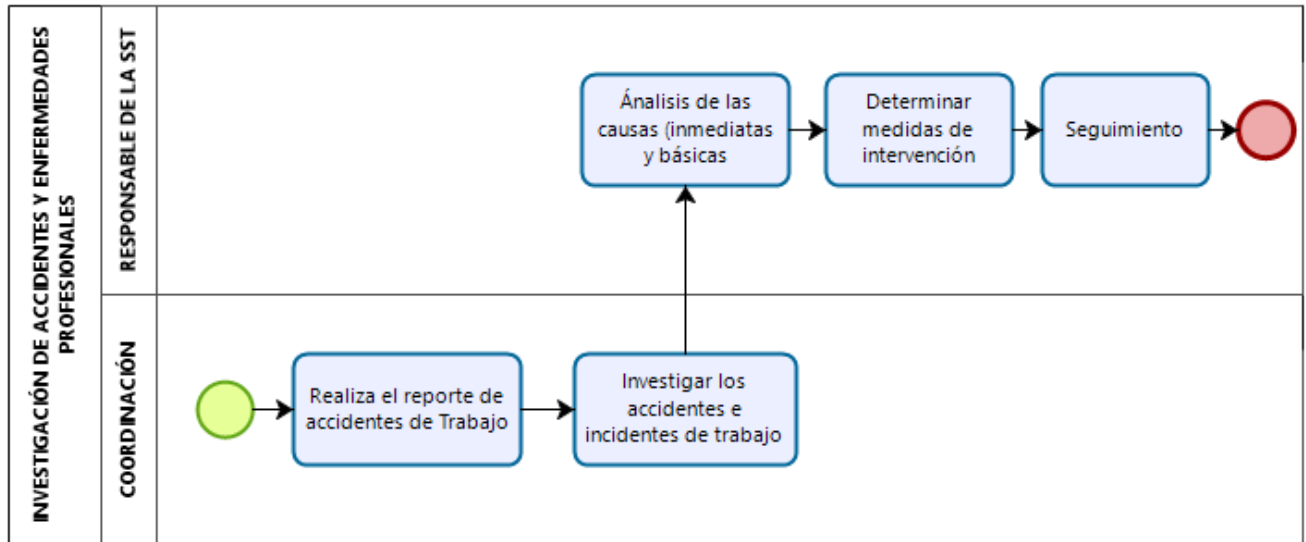 INVESTIGACIÓN DE ACCIDENTES Y ENFERMEDADES
PROFESIONALES
RESPONSABLE DE LA SST
Ánalisis de las
causas (inmediatas
y básicas
Determinar
medidas de
intervención
Seguimiento
COORDINACIÓN
Realiza el reporte de
accidentes de Trabajo
Investigar los
accidentes e
incidentes de trabajo